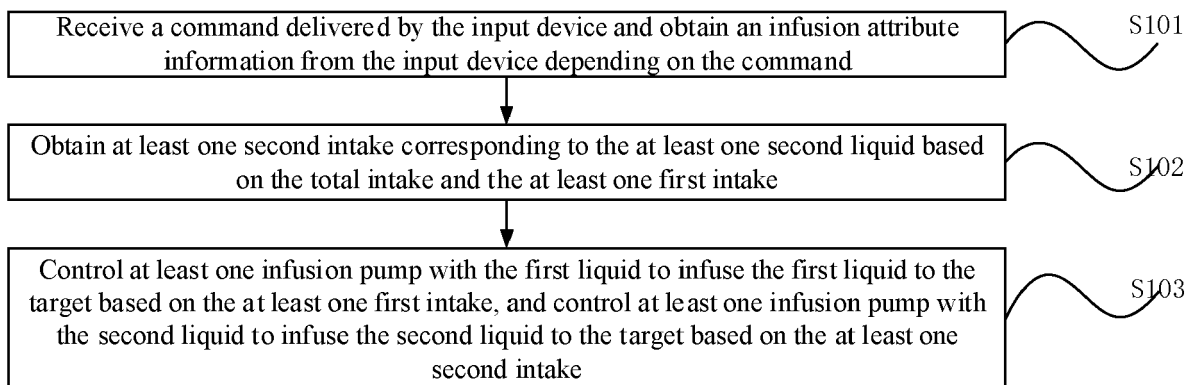 Receive a command delivered by the input device and obtain an infusion attribute
information from the input device depending on the command
S101
Obtain at least one second intake corresponding to the at least one second liquid based
on the total intake and the at least one first intake
S102
Control at least one infusion pump with the first liquid to infuse the first liquid to the
target based on the at least one first intake, and control at least one infusion pump with
the second liquid to infuse the second liquid to the target based on the at least one
second intake
S103